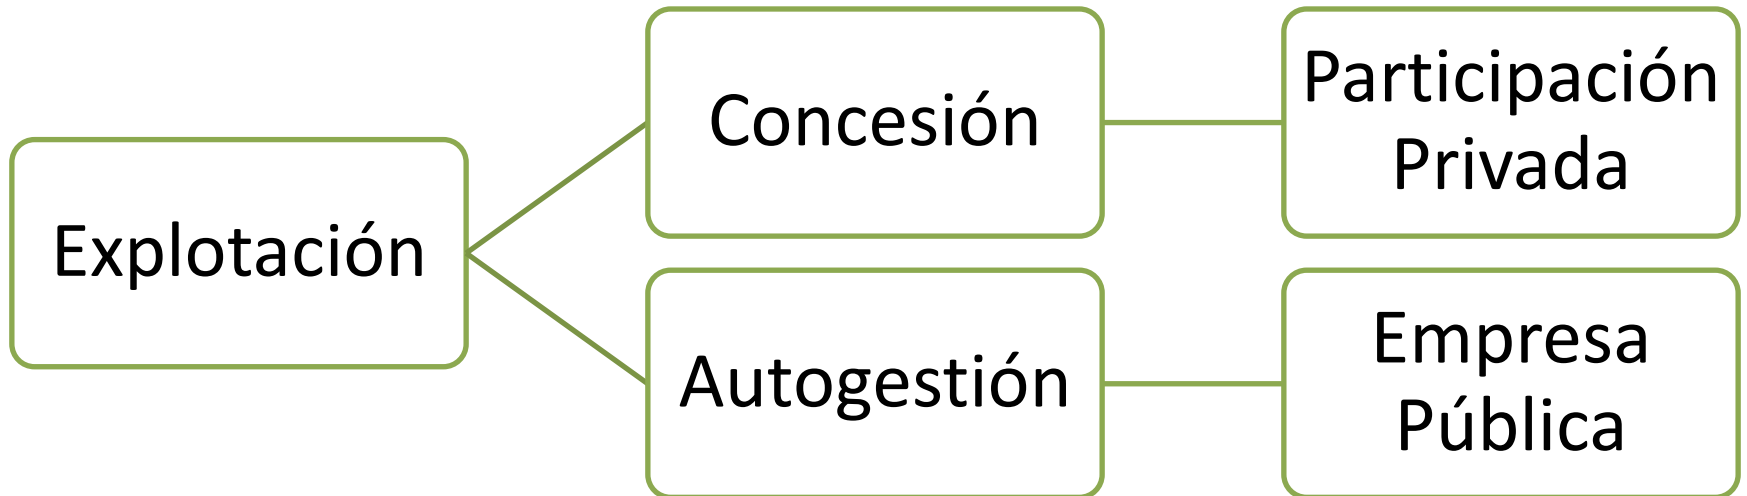 Explotación
Concesión
Participación
Privada
Autogestión
Empresa
Pública